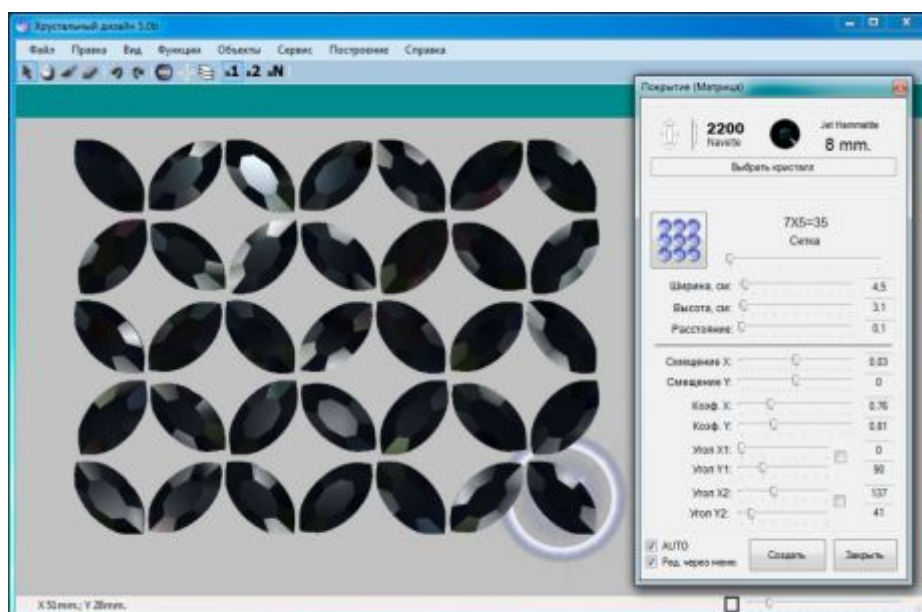 Хрустальный дизайн 5.0b
Файл Правка Вид Функции Объекты Сервис Построение Справка
x1 x2 xN
Покрытие (Матрица)
2200
Navette
Jet Hematite
8 mm.
Выбрать кристалл
7X5=35
Сетка
Ширина, см: 4.5
Высота, см: 3.1
Расстояние: 0.1
Смещение X: 0.03
Смещение Y: 0
Коэф. X: 0.76
Коэф. Y: 0.81
Угол X1: 0
Угол Y1: 90
Угол X2: 137
Угол Y2: 41
AUTO
Ред. через меню
Создать Закрыть
X 51mm.; Y 28mm.